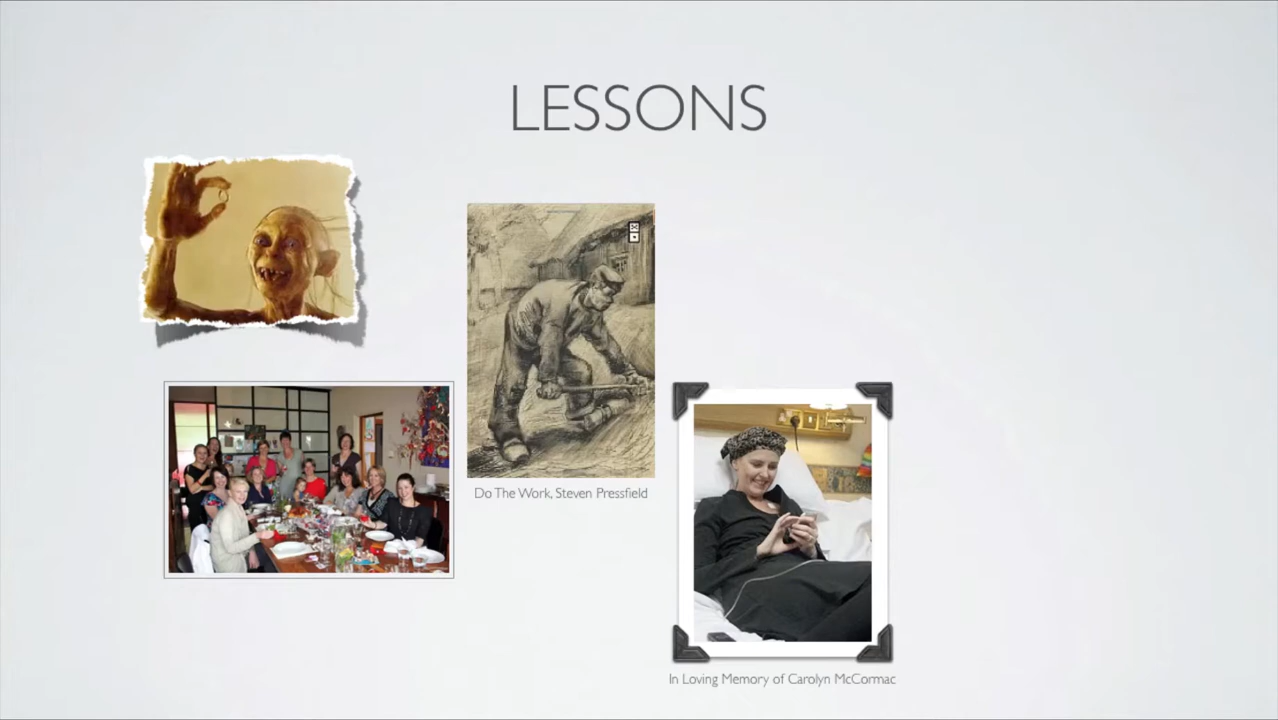 LESSONS
Do The Work, Steven Pressfield
In Loving Memory of Carolyn McCormac